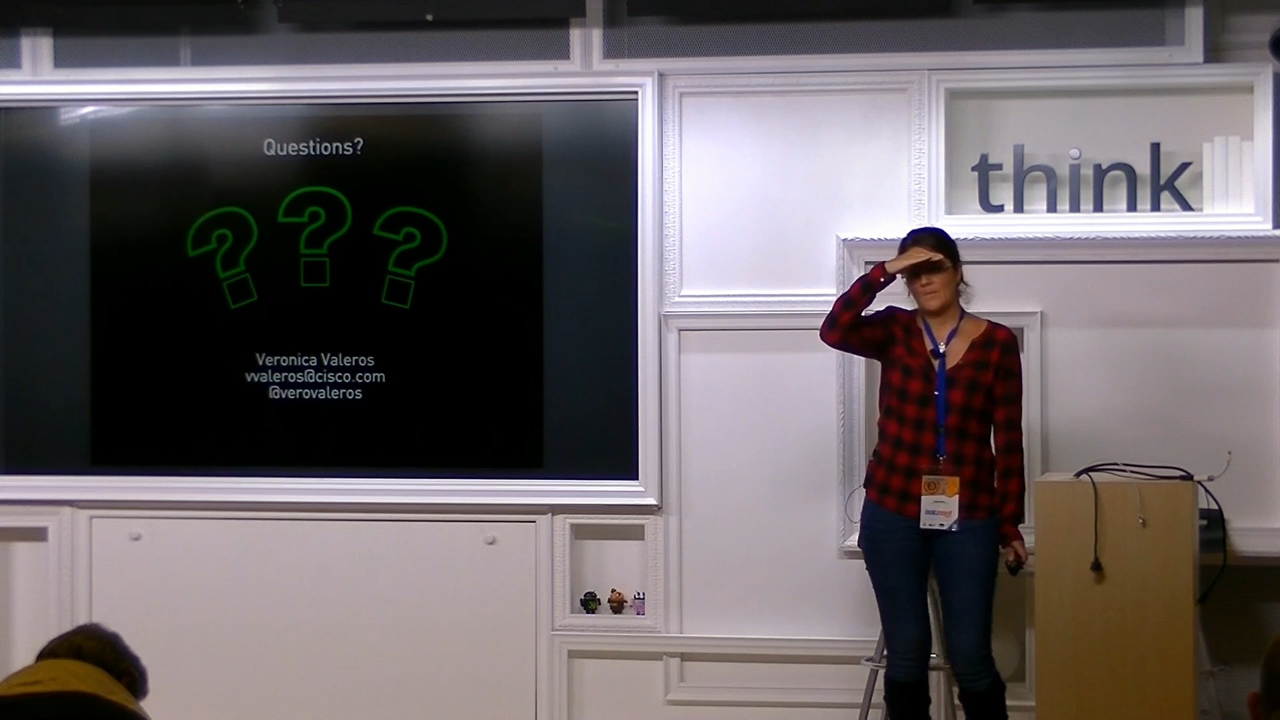 Questions?
? ? ?
Veronica Valeros
vvaleros@cisco.com
@verovaleros
think